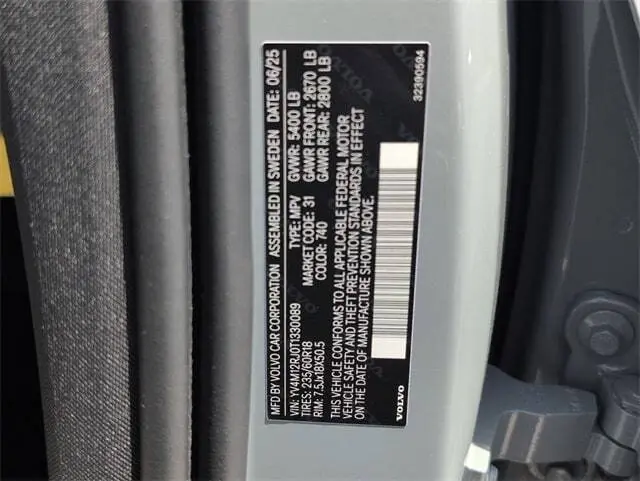 MFD BY VOLVO CAR CORPORATION ASSEMBLED IN SWEDEN DATE: 06/25
VIN: YV4M12RJ0T1330089 TYPE: MPV GVWR: 5400 LB
TIRES: 235/60R18 MARKET CODE: 31 GAWR FRONT: 2670 LB
RIM: 7.5JX18X50.5 COLOR: 740 GAWR REAR: 2800 LB
THIS VEHICLE CONFORMS TO ALL APPLICABLE FEDERAL MOTOR
VEHICLE SAFETY AND THEFT PREVENTION STANDARDS IN EFFECT
ON DATE OF MANUFACTURE SHOWN ABOVE.
VOLVO
32390594